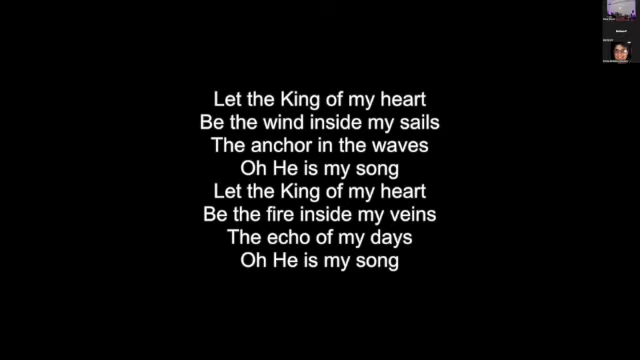 Let the King of my heart
Be the wind inside my sails
The anchor in the waves
Oh He is my song
Let the King of my heart
Be the fire inside my veins
The echo of my days
Oh He is my song